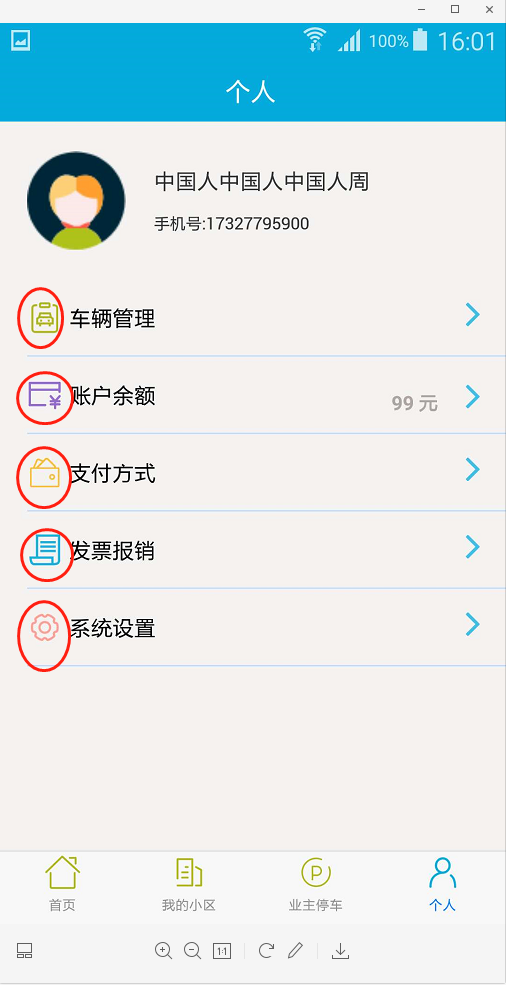 100%
16:01
个人
中国人中国人中国人周
手机号:17327795900
车辆管理
账户余额
99 元
支付方式
发票报销
系统设置
P
首页
我的小区
业主停车
个人
1:1